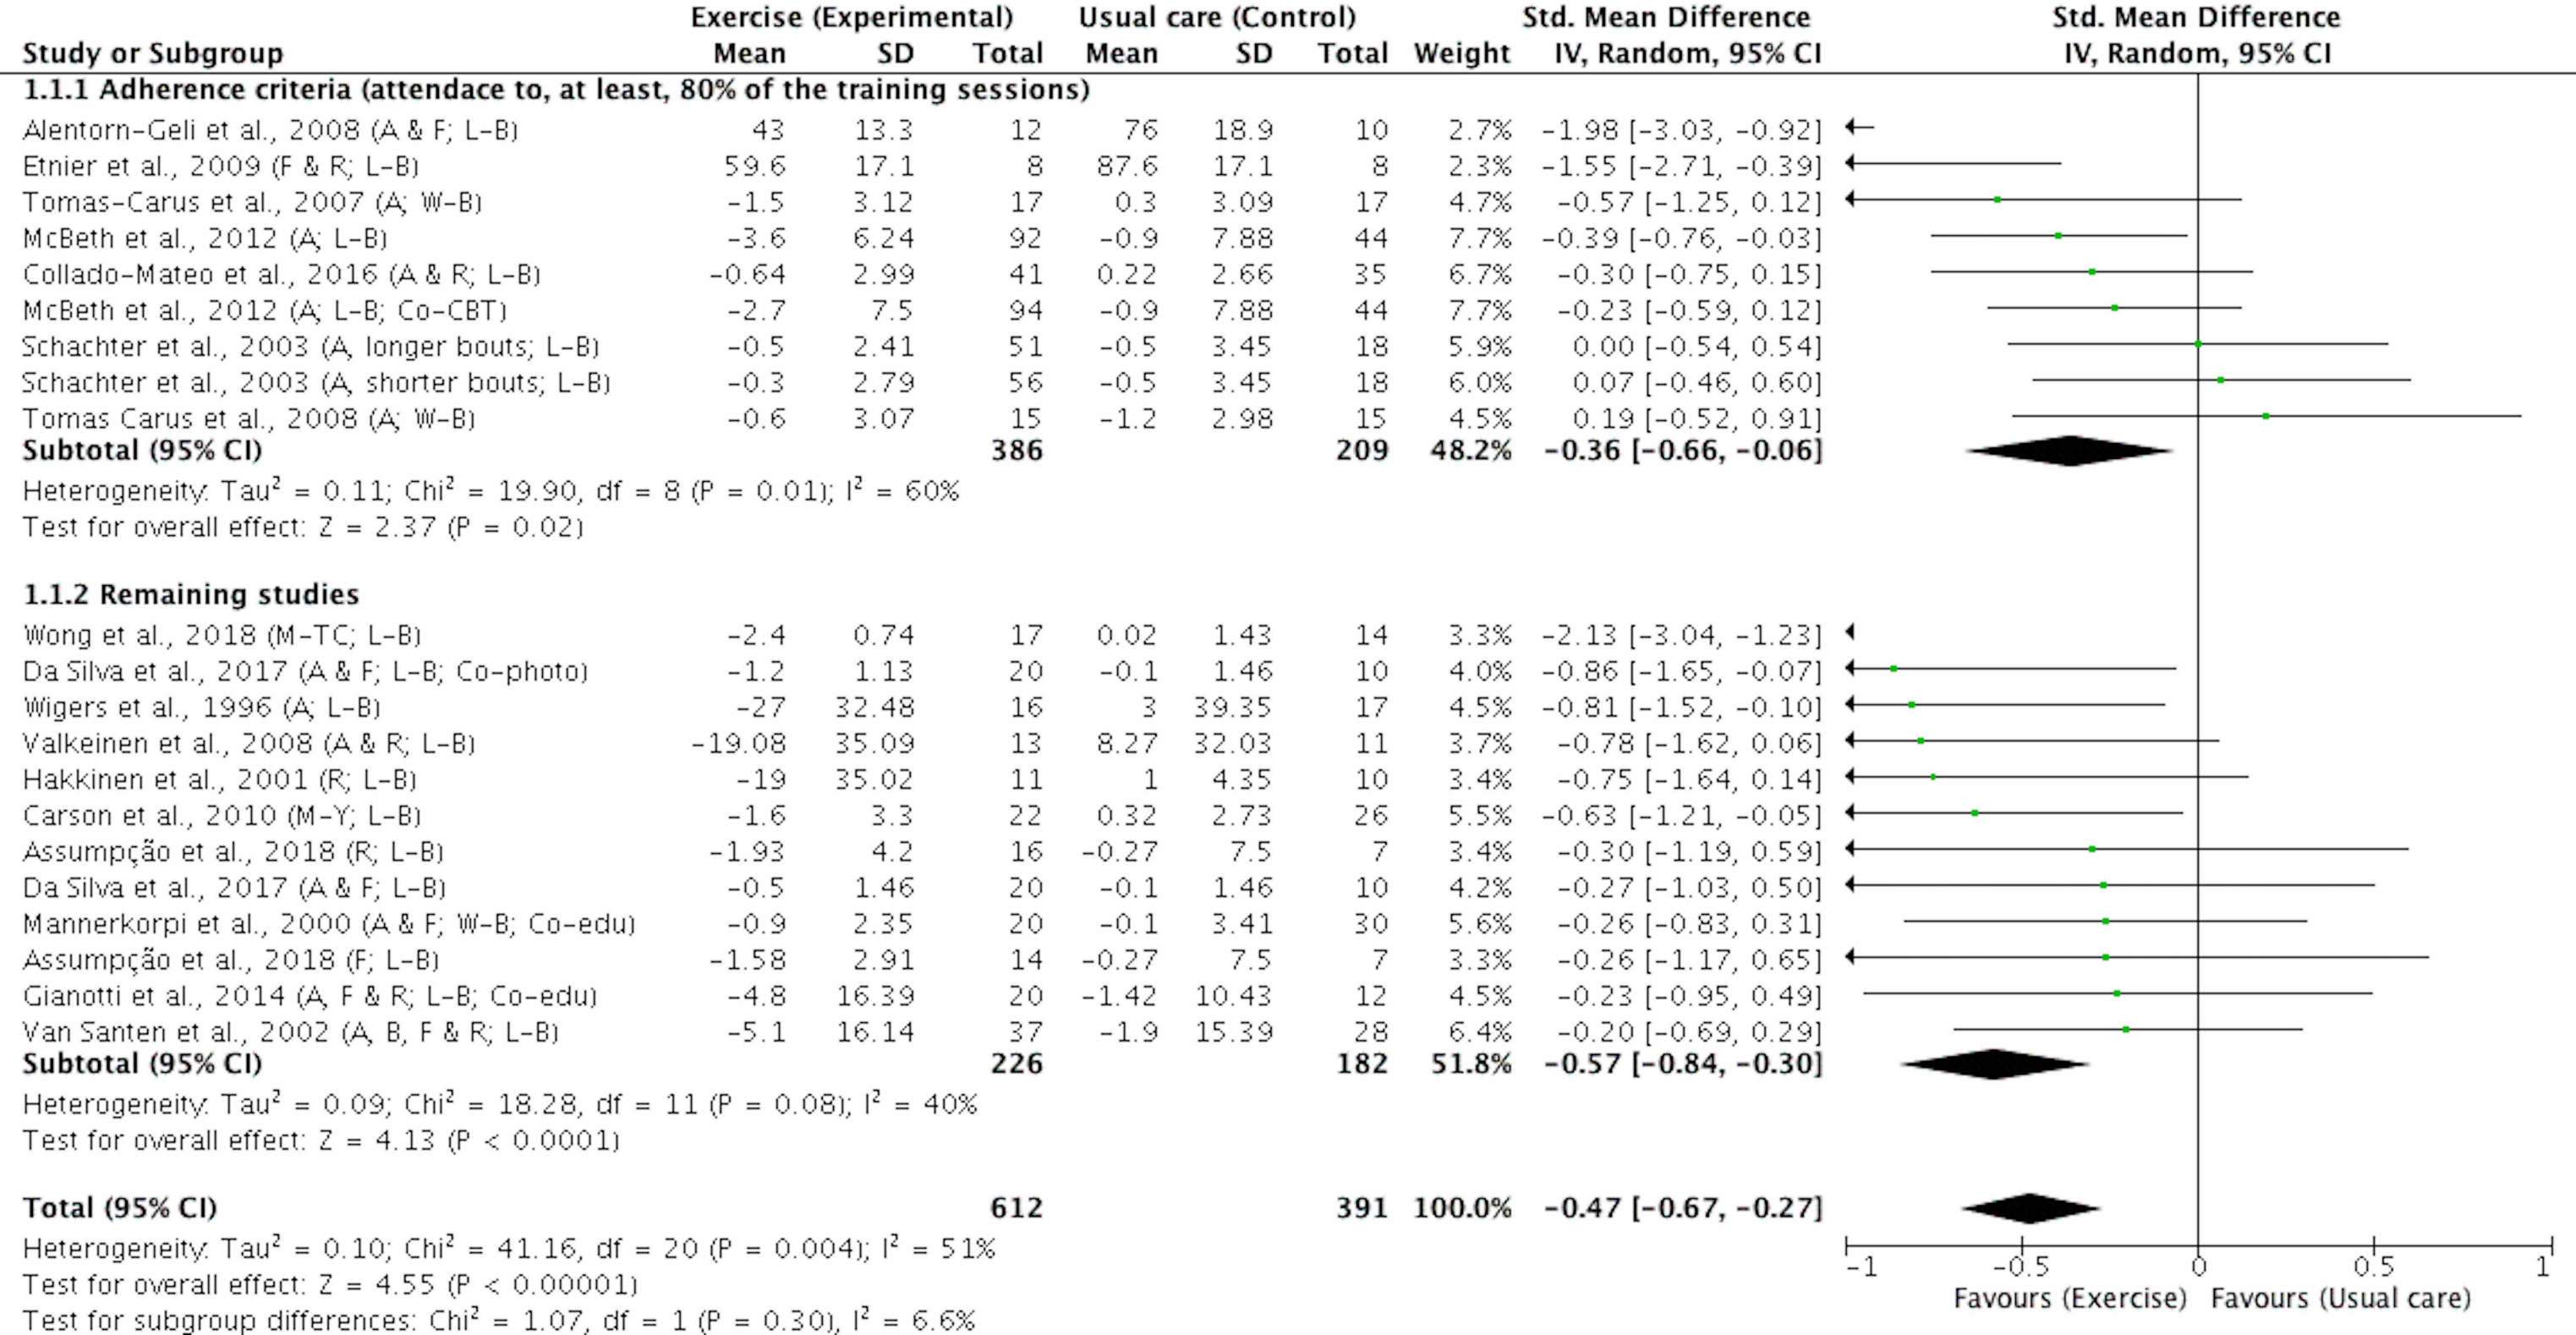 Exercise (Experimental) Usual care (Control) Std. Mean Difference Std. Mean Difference
Study or Subgroup Mean SD Total Mean SD Total Weight IV, Random, 95% CI IV, Random, 95% CI
1.1.1 Adherence criteria (attendace to, at least, 80% of the training sessions)
Alentorn-Geli et al., 2008 (A & F; L-B) 43 13.3 12 76 18.9 10 2.7% -1.98 [-3.03, -0.92]
Etnier et al., 2009 (F & R; L-B) 59.6 17.1 8 87.6 17.1 8 2.3% -1.55 [-2.71, -0.39]
Tomas-Carus et al., 2007 (A; W-B) -1.5 3.12 17 0.3 3.09 17 4.7% -0.57 [-1.25, 0.12]
McBeth et al., 2012 (A; L-B) -3.6 6.24 92 -0.9 7.88 44 7.7% -0.39 [-0.76, -0.03]
Collado-Mateo et al., 2016 (A & R; L-B) -0.64 2.99 41 0.22 2.66 35 6.7% -0.30 [-0.75, 0.15]
McBeth et al., 2012 (A; L-B; Co-CBT) -2.7 7.5 94 -0.9 7.88 44 7.7% -0.23 [-0.59, 0.12]
Schachter et al., 2003 (A, longer bouts; L-B) -0.5 2.41 51 -0.5 3.45 18 5.9% 0.00 [-0.54, 0.54]
Schachter et al., 2003 (A, shorter bouts; L-B) -0.3 2.79 56 -0.5 3.45 18 6.0% 0.07 [-0.46, 0.60]
Tomas Carus et al., 2008 (A; W-B) -0.6 3.07 15 -1.2 2.98 15 4.5% 0.19 [-0.52, 0.91]
Subtotal (95% CI) 386 209 48.2% -0.36 [-0.66, -0.06]
Heterogeneity: Tau² = 0.11; Chi² = 19.90, df = 8 (P = 0.01); I² = 60%
Test for overall effect: Z = 2.37 (P = 0.02)
1.1.2 Remaining studies
Wong et al., 2018 (M-TC; L-B) -2.4 0.74 17 0.02 1.43 14 3.3% -2.13 [-3.04, -1.23]
Da Silva et al., 2017 (A & F; L-B; Co-photo) -1.2 1.13 20 -0.1 1.46 10 4.0% -0.86 [-1.65, -0.07]
Wigers et al., 1996 (A; L-B) -27 32.48 16 3 39.35 17 4.5% -0.81 [-1.52, -0.10]
Valkeinen et al., 2008 (A & R; L-B) -19.08 35.09 13 8.27 32.03 11 3.7% -0.78 [-1.62, 0.06]
Hakkinen et al., 2001 (R; L-B) -19 35.02 11 1 4.35 10 3.4% -0.75 [-1.64, 0.14]
Carson et al., 2010 (M-Y; L-B) -1.6 3.3 22 0.32 2.73 26 5.5% -0.63 [-1.21, -0.05]
Assumpção et al., 2018 (R; L-B) -1.93 4.2 16 -0.27 7.5 7 3.4% -0.30 [-1.19, 0.59]
Da Silva et al., 2017 (A & F; L-B) -0.5 1.46 20 -0.1 1.46 10 4.2% -0.27 [-1.03, 0.50]
Mannerkorpi et al., 2000 (A & F; W-B; Co-edu) -0.9 2.35 20 -0.1 3.41 30 5.6% -0.26 [-0.83, 0.31]
Assumpção et al., 2018 (F; L-B) -1.58 2.91 14 -0.27 7.5 7 3.3% -0.26 [-1.17, 0.65]
Gianotti et al., 2014 (A, F & R; L-B; Co-edu) -4.8 16.39 20 -1.42 10.43 12 4.5% -0.23 [-0.95, 0.49]
Van Santen et al., 2002 (A, B, F & R; L-B) -5.1 16.14 37 -1.9 15.39 28 6.4% -0.20 [-0.69, 0.29]
Subtotal (95% CI) 226 182 51.8% -0.57 [-0.84, -0.30]
Heterogeneity: Tau² = 0.09; Chi² = 18.28, df = 11 (P = 0.08); I² = 40%
Test for overall effect: Z = 4.13 (P < 0.0001)
Total (95% CI) 612 391 100.0% -0.47 [-0.67, -0.27]
Heterogeneity: Tau² = 0.10; Chi² = 41.16, df = 20 (P = 0.004); I² = 51%
Test for overall effect: Z = 4.55 (P < 0.00001)
Test for subgroup differences: Chi² = 1.07, df = 1 (P = 0.30), I² = 6.6%
-1 -0.5 0 0.5 1
Favours (Exercise) Favours (Usual care)